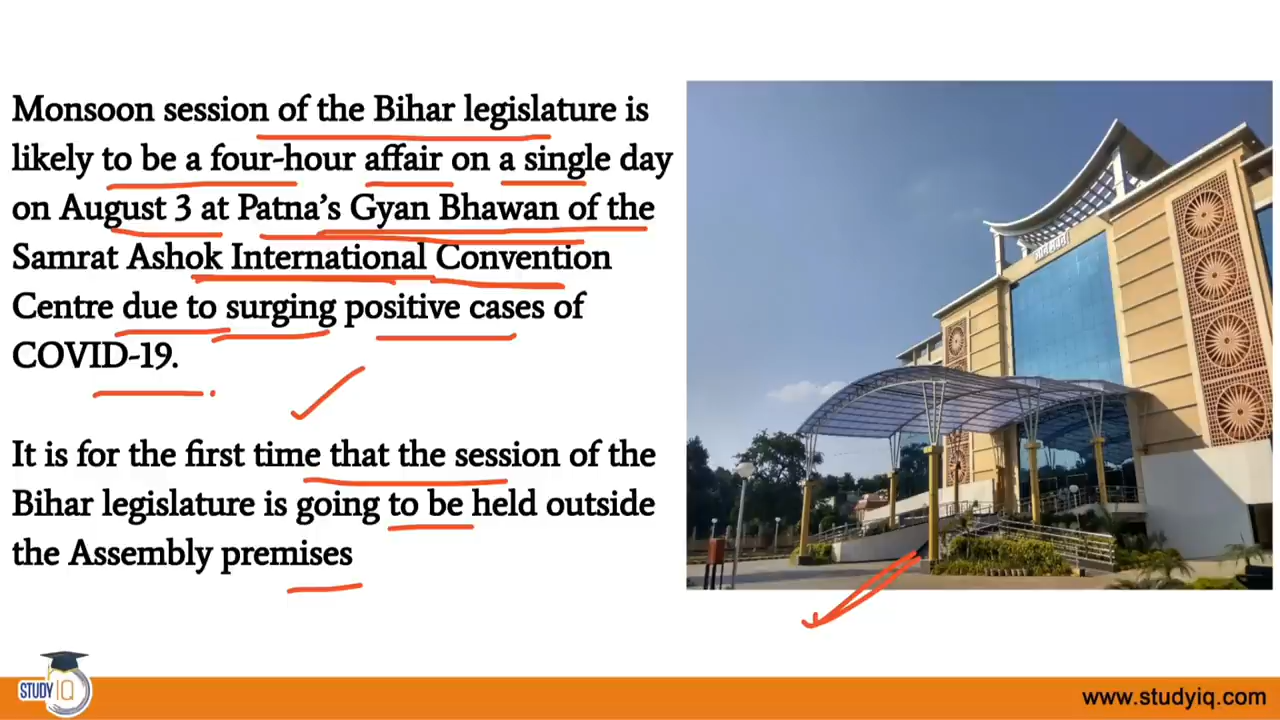 Monsoon session of the Bihar legislature is
likely to be a four-hour affair on a single day
on August 3 at Patna's Gyan Bhawan of the
Samrat Ashok International Convention
Centre due to surging positive cases of
COVID-19.
It is for the first time that the session of the
Bihar legislature is going to be held outside
the Assembly premises
STUDY IQ
www.studyiq.com